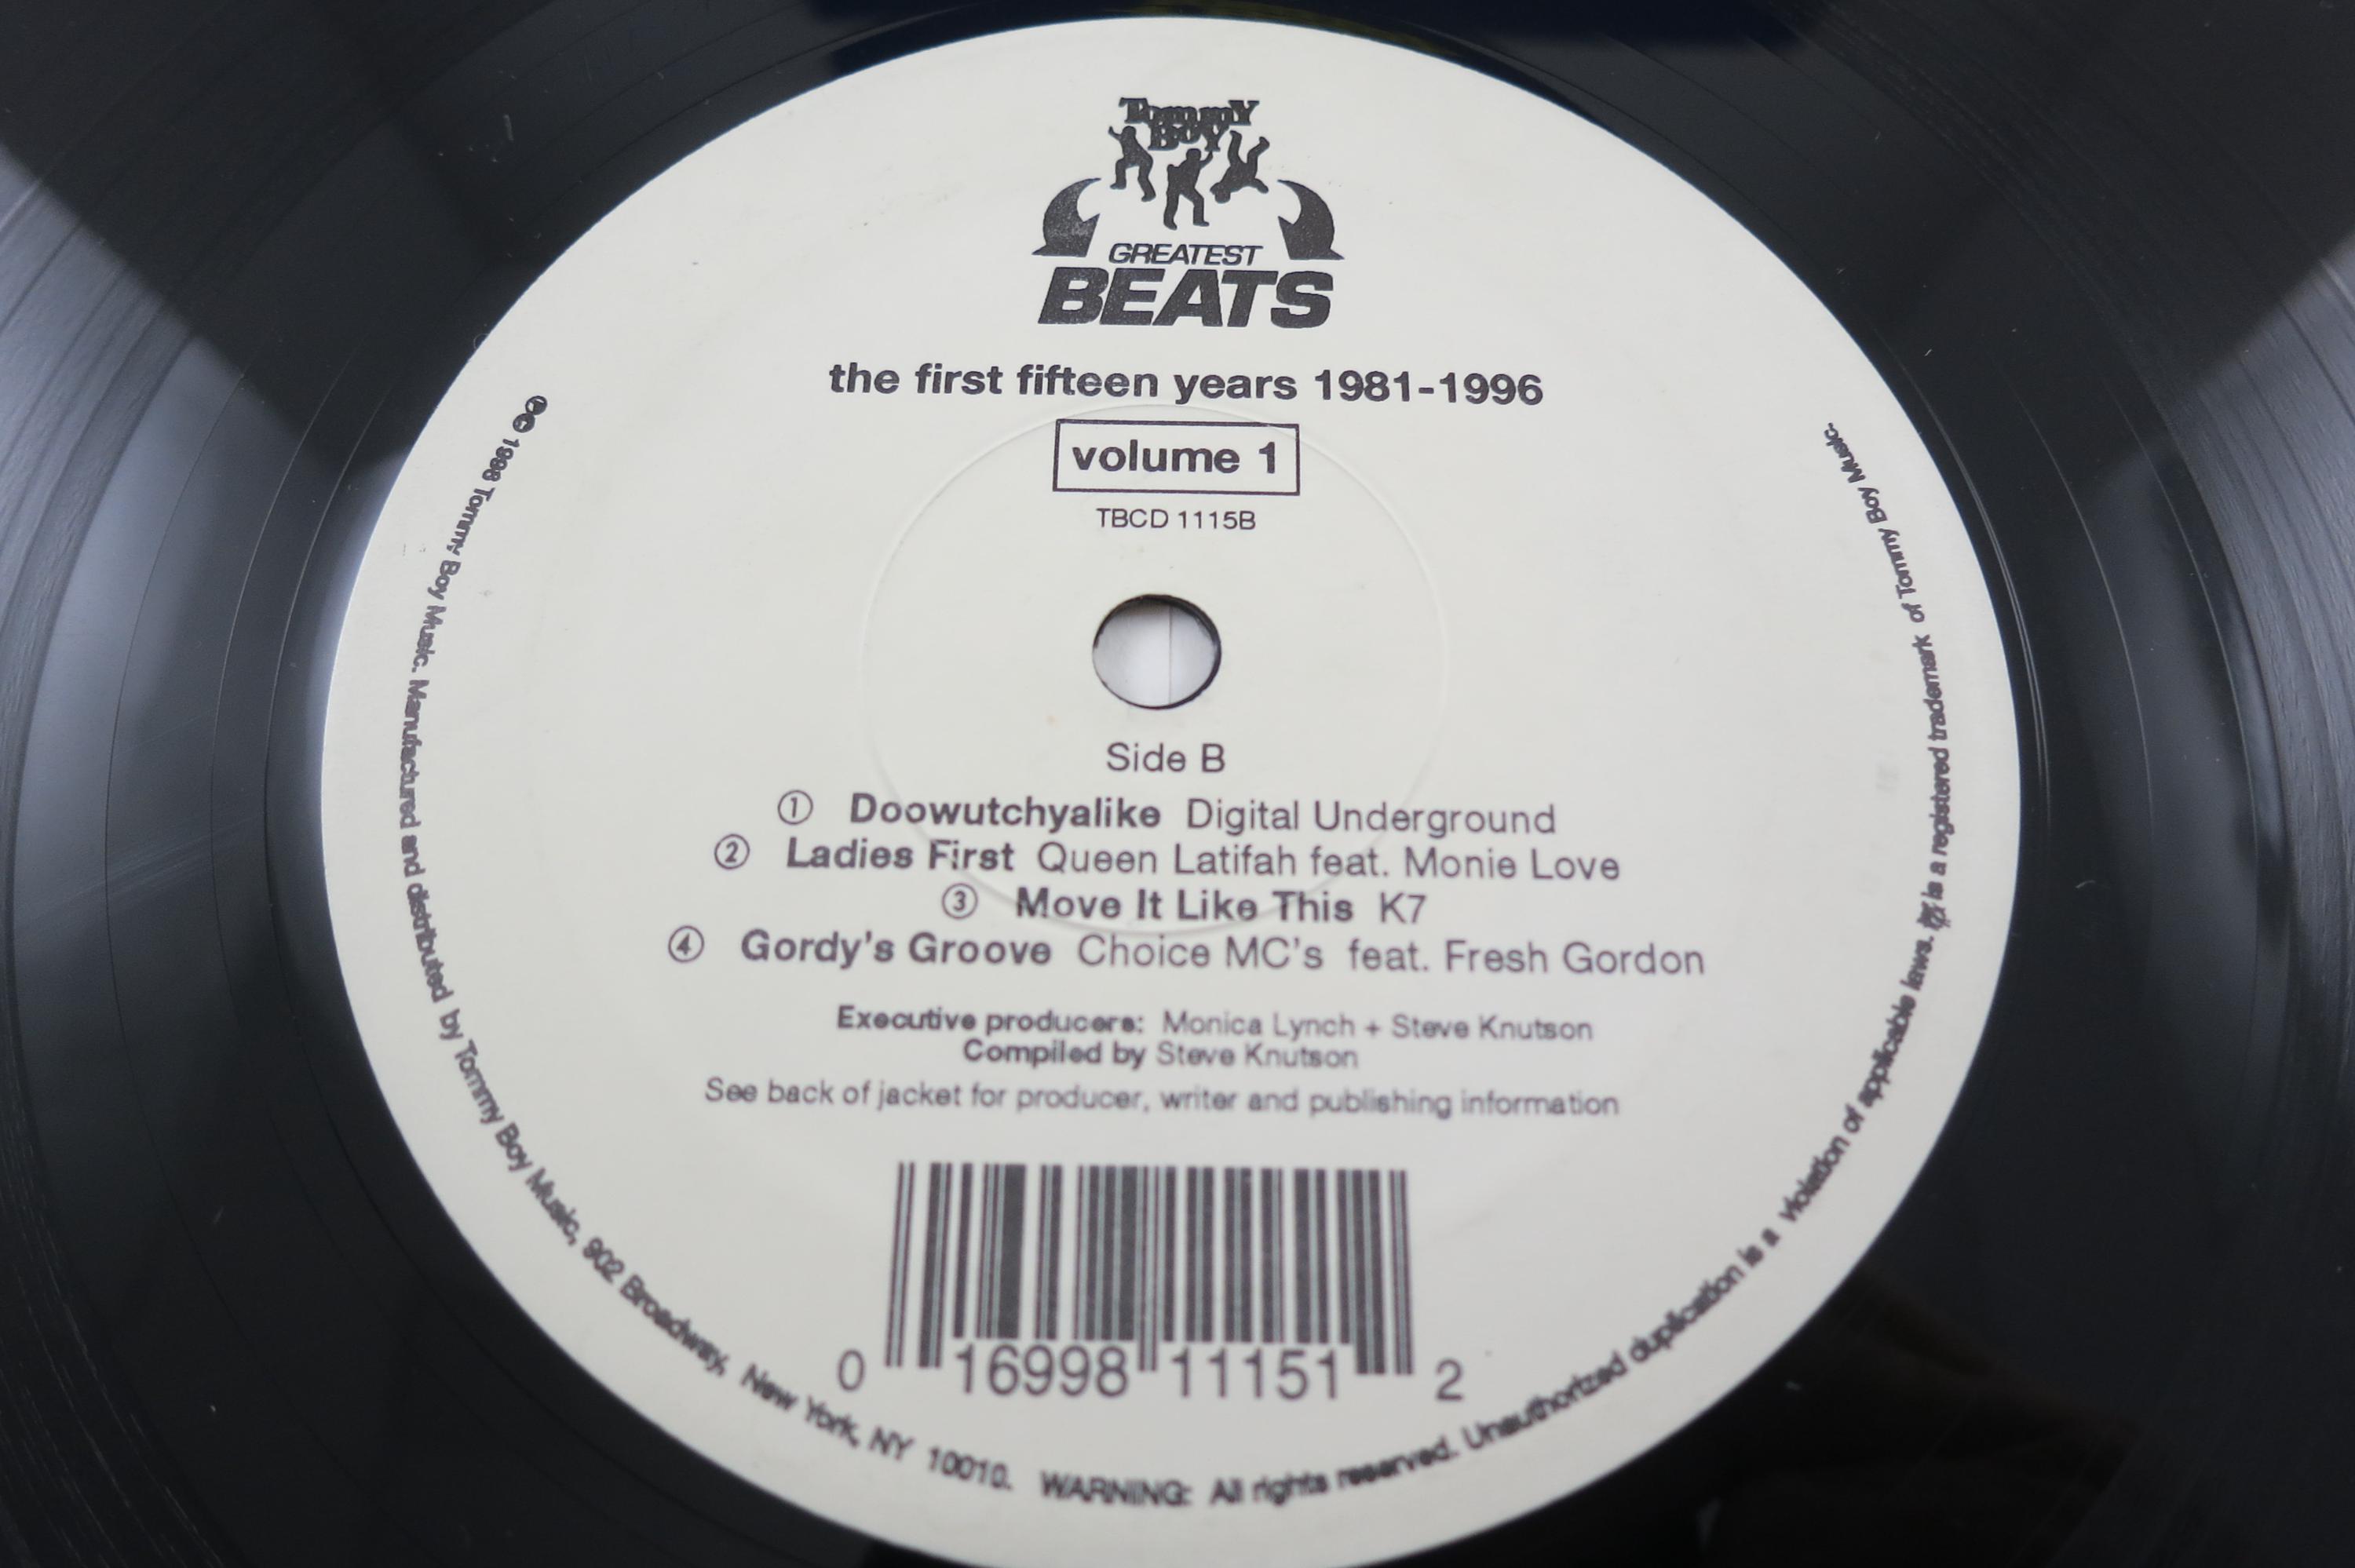 Tommy
Boy
GREATEST
BEATS
the first fifteen years 1981-1996
volume 1
TBCD 1115B
Side B
① Doowutchyalike Digital Underground
② Ladies First Queen Latifah feat. Monie Love
③ Move It Like This K7
④ Gordy's Groove Choice MC's feat. Fresh Gordon
Executive producers: Monica Lynch + Steve Knutson
Compiled by Steve Knutson
See back of jacket for producer, writer and publishing information
0 16998 11151 2
℗© 1998 Tommy Boy Music. Manufactured and distributed by Tommy Boy Music, 902 Broadway, New York, NY 10010. WARNING: All rights reserved. Unauthorized duplication is a violation of applicable laws. is a registered trademark of Tommy Boy Music.